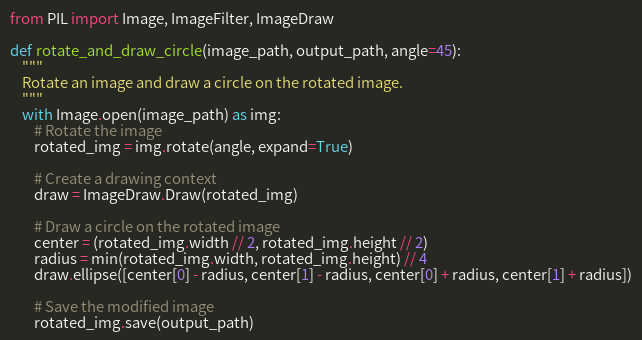 from PIL import Image, ImageFilter, ImageDraw
def rotate_and_draw_circle(image_path, output_path, angle=45):
"""
Rotate an image and draw a circle on the rotated image.
"""
with Image.open(image_path) as img:
# Rotate the image
rotated_img = img.rotate(angle, expand=True)
# Create a drawing context
draw = ImageDraw.Draw(rotated_img)
# Draw a circle on the rotated image
center = (rotated_img.width // 2, rotated_img.height // 2)
radius = min(rotated_img.width, rotated_img.height) // 4
draw.ellipse([center[0] - radius, center[1] - radius, center[0] + radius, center[1] + radius])
# Save the modified image
rotated_img.save(output_path)